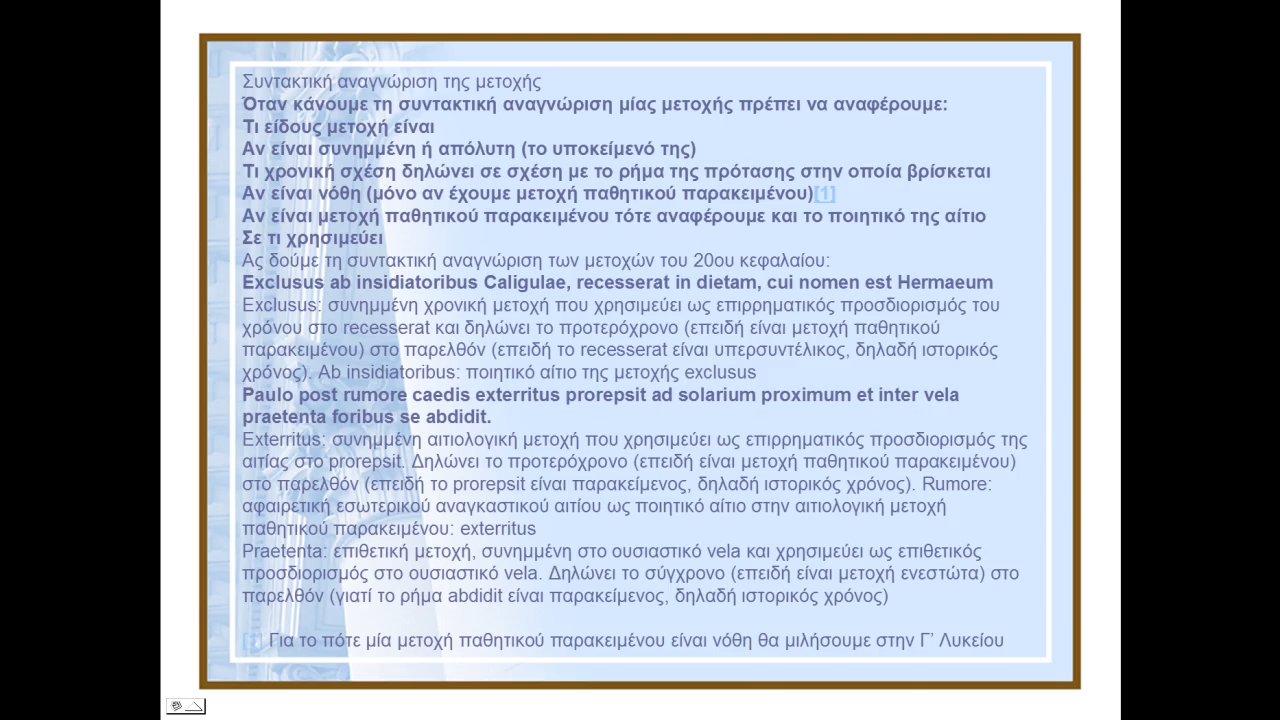 Συντακτική αναγνώριση της μετοχής
Όταν κάνουμε τη συντακτική αναγνώριση μίας μετοχής πρέπει να αναφέρουμε:
Τι είδους μετοχή είναι
Αν είναι συνημμένη ή απόλυτη (το υποκείμενό της)
Τι χρονική σχέση δηλώνει σε σχέση με το ρήμα της πρότασης στην οποία βρίσκεται
Αν είναι νόθη (μόνο αν έχουμε μετοχή παθητικού παρακειμένου)[1]
Αν είναι μετοχή παθητικού παρακειμένου τότε αναφέρουμε και το ποιητικό της αίτιο
Σε τι χρησιμεύει
Ας δούμε τη συντακτική αναγνώριση των μετοχών του 20ου κεφαλαίου:
Exclusus ab insidiatoribus Caligulae, recesserat in dietam, cui nomen est Hermaeum
Exclusus: συνημμένη χρονική μετοχή που χρησιμεύει ως επιρρηματικός προσδιορισμός του
χρόνου στο recesserat και δηλώνει το προτερόχρονο (επειδή είναι μετοχή παθητικού
παρακειμένου) στο παρελθόν (επειδή το recesserat είναι υπερσυντέλικος, δηλαδή ιστορικός
χρόνος). Ab insidiatoribus: ποιητικό αίτιο της μετοχής exclusus
Paulo post rumore caedis exterritus prorepsit ad solarium proximum et inter vela
praetenta foribus se abdidit.
Exterritus: συνημμένη αιτιολογική μετοχή που χρησιμεύει ως επιρρηματικός προσδιορισμός της
αιτίας στο prorepsit. Δηλώνει το προτερόχρονο (επειδή είναι μετοχή παθητικού παρακειμένου)
στο παρελθόν (επειδή το prorepsit είναι παρακείμενος, δηλαδή ιστορικός χρόνος). Rumore:
αφαιρετική εσωτερικού αναγκαστικού αιτίου ως ποιητικό αίτιο στην αιτιολογική μετοχή
παθητικού παρακειμένου: exterritus
Praetenta: επιθετική μετοχή, συνημμένη στο ουσιαστικό vela και χρησιμεύει ως επιθετικός
προσδιορισμός στο ουσιαστικό vela. Δηλώνει το σύγχρονο (επειδή είναι μετοχή ενεστώτα) στο
παρελθόν (γιατί το ρήμα abdidit είναι παρακείμενος, δηλαδή ιστορικός χρόνος)
[1] Για το πότε μία μετοχή παθητικού παρακειμένου είναι νόθη θα μιλήσουμε στην Γ’ Λυκείου